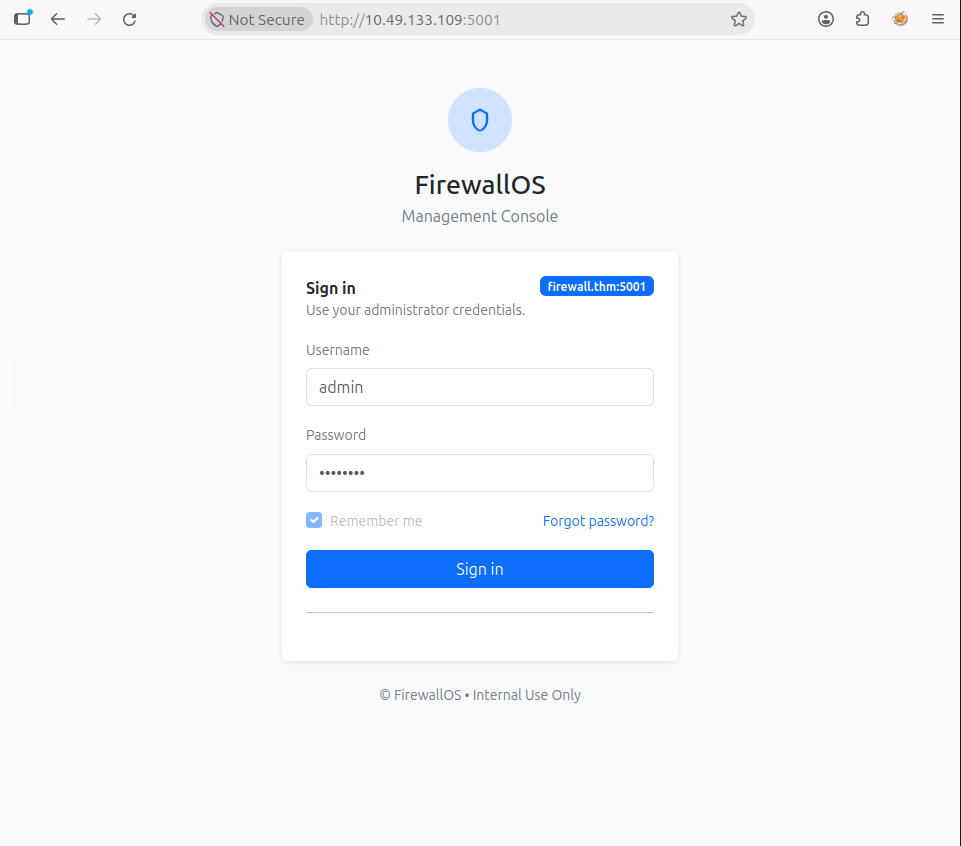 Not Secure http://10.49.133.109:5001
FirewallOS
Management Console
Sign in firewall.thm:5001
Use your administrator credentials.
Username
admin
Password
••••••••
Remember me Forgot password?
Sign in
© FirewallOS • Internal Use Only